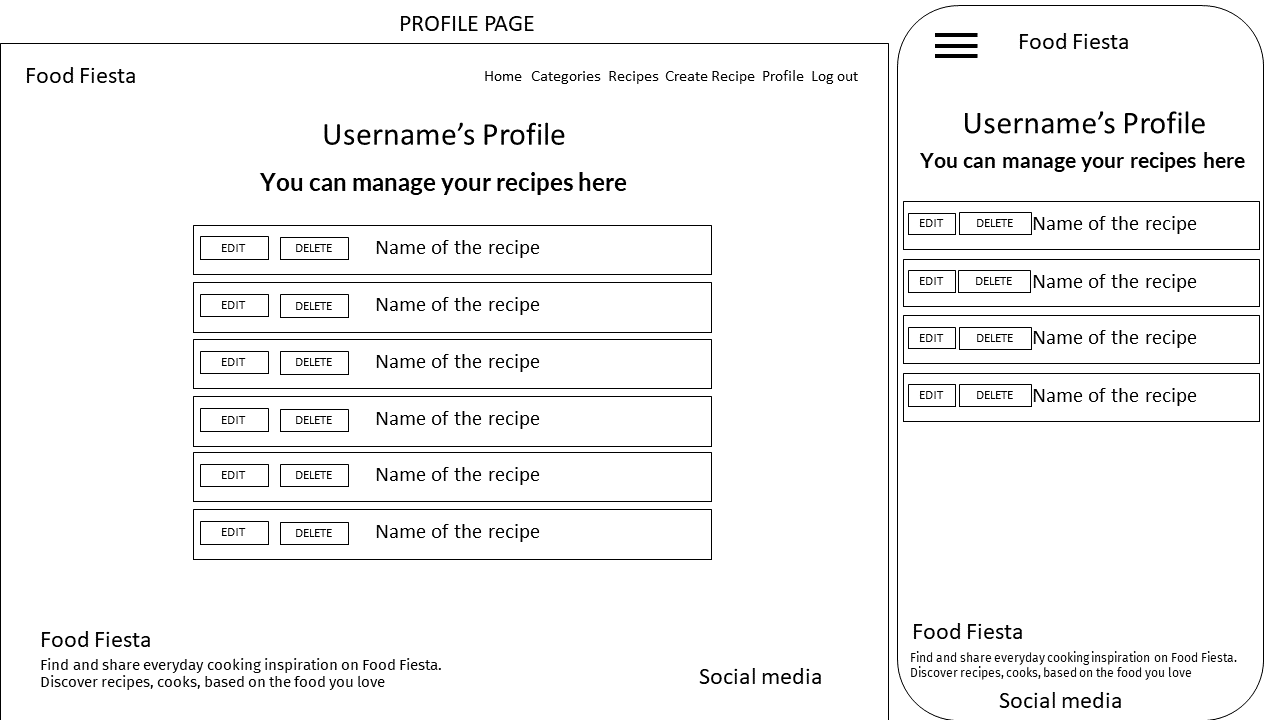 PROFILE PAGE
Food Fiesta
Home Categories Recipes Create Recipe Profile Log out
Username’s Profile
You can manage your recipes here
EDIT DELETE Name of the recipe
EDIT DELETE Name of the recipe
EDIT DELETE Name of the recipe
EDIT DELETE Name of the recipe
EDIT DELETE Name of the recipe
EDIT DELETE Name of the recipe
Food Fiesta
Find and share everyday cooking inspiration on Food Fiesta.
Discover recipes, cooks, based on the food you love
Social media
Food Fiesta
Username’s Profile
You can manage your recipes here
EDIT DELETE Name of the recipe
EDIT DELETE Name of the recipe
EDIT DELETE Name of the recipe
EDIT DELETE Name of the recipe
Food Fiesta
Find and share everyday cooking inspiration on Food Fiesta.
Discover recipes, cooks, based on the food you love
Social media